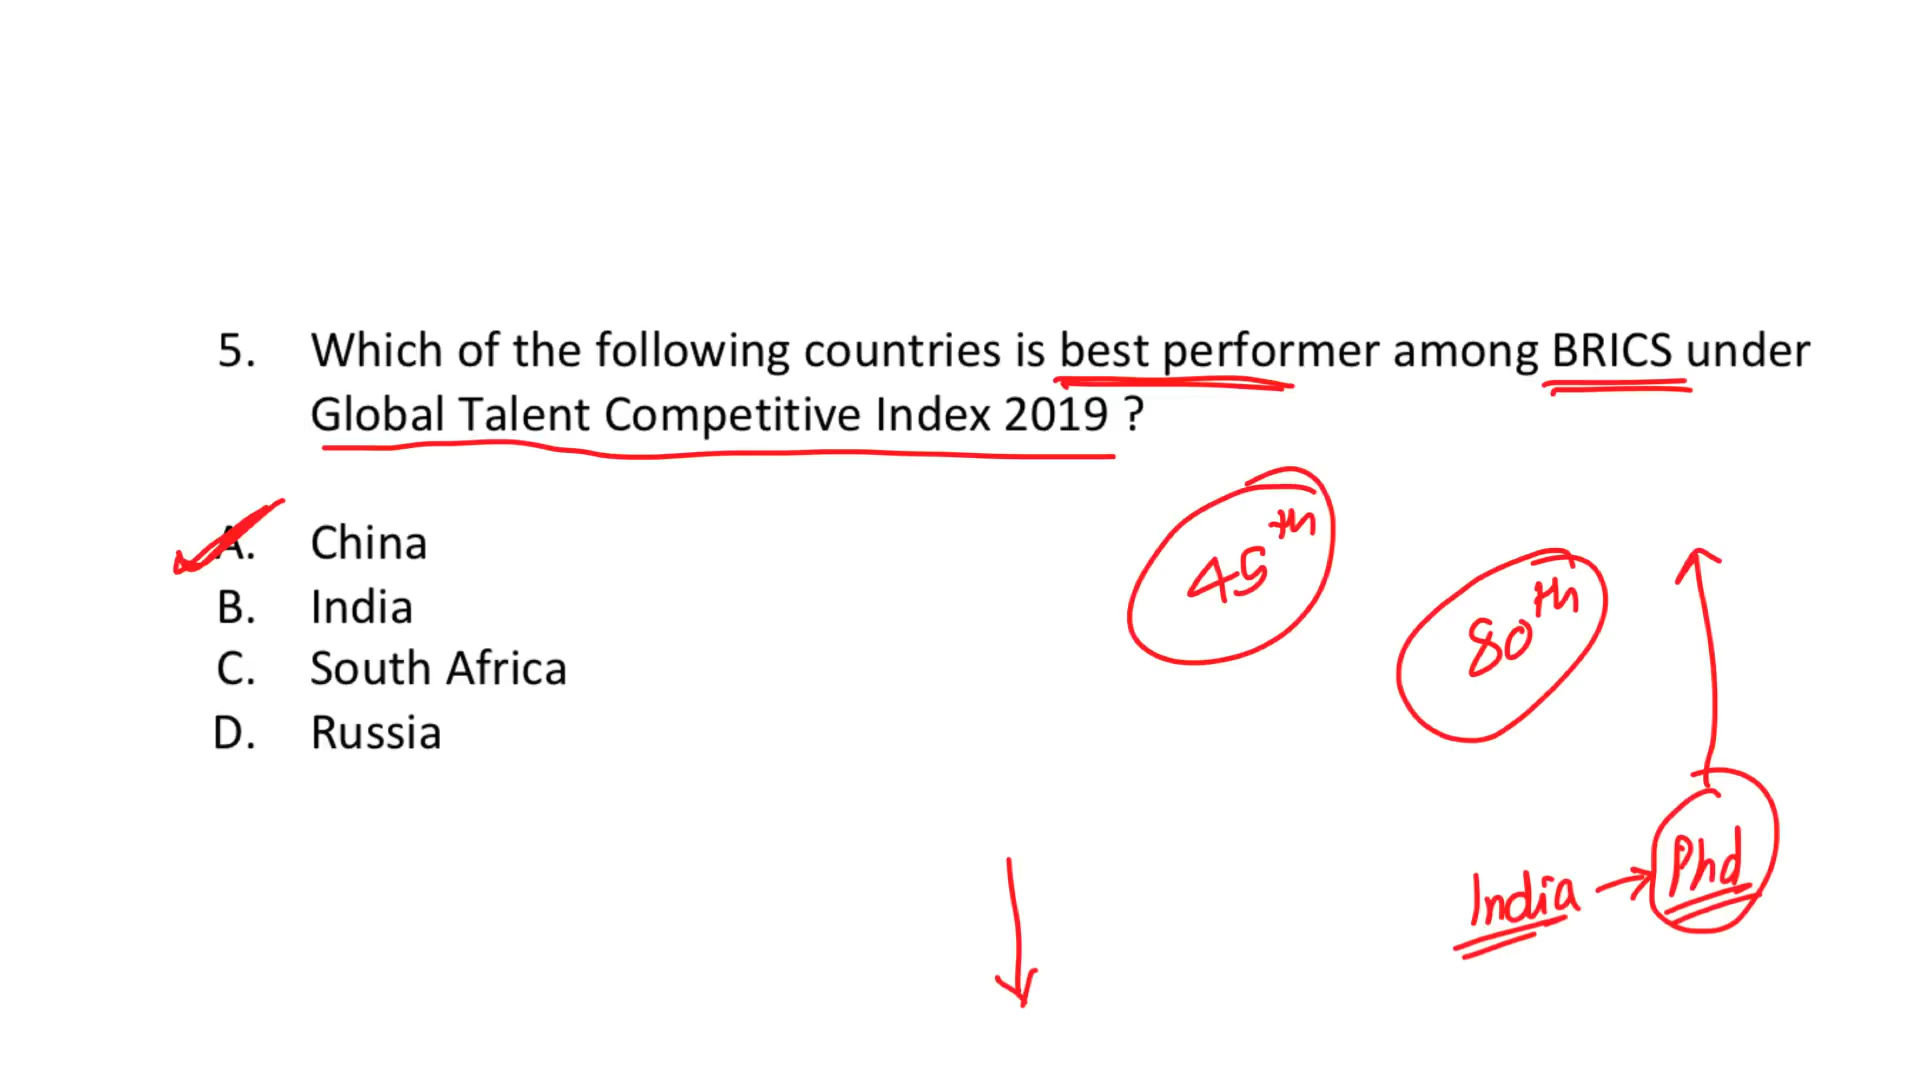 5. Which of the following countries is best performer among BRICS under
Global Talent Competitive Index 2019 ?
A. China
B. India
C. South Africa
D. Russia
45th
80th
India → Phd